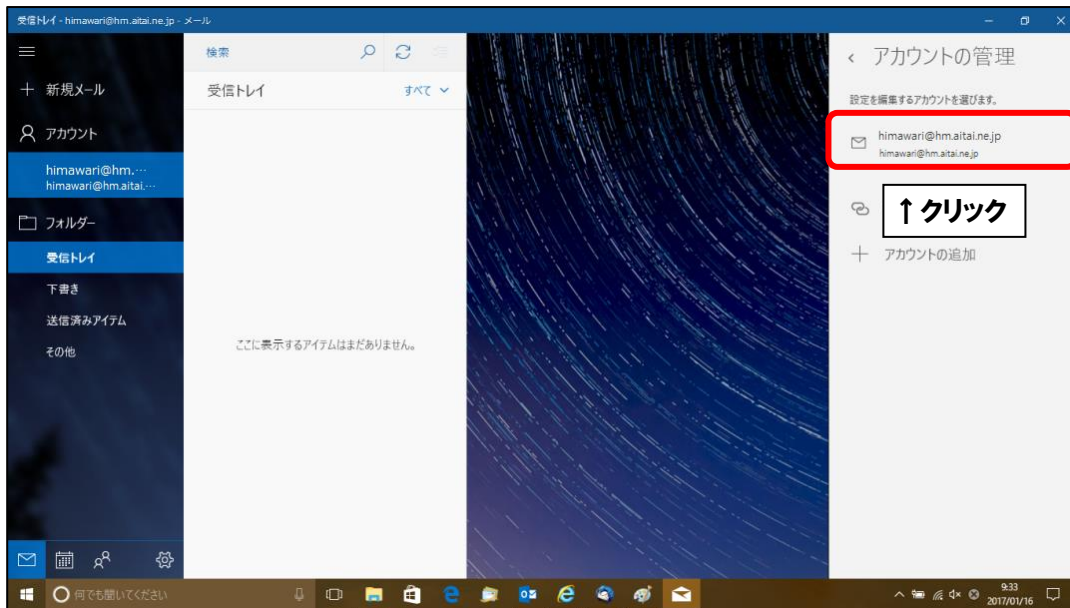 受信トレイ - himawari@hm.aitai.ne.jp - メール
検索
新規メール
受信トレイ
すべて
アカウント
himawari@hm.…
himawari@hm.aitai.…
フォルダー
受信トレイ
下書き
送信済みアイテム
その他
ここに表示するアイテムはまだありません。
アカウントの管理
設定を編集するアカウントを選びます。
himawari@hm.aitai.ne.jp
himawari@hm.aitai.ne.jp
↑クリック
アカウントの追加
何でも聞いてください
9:33
2017/01/16